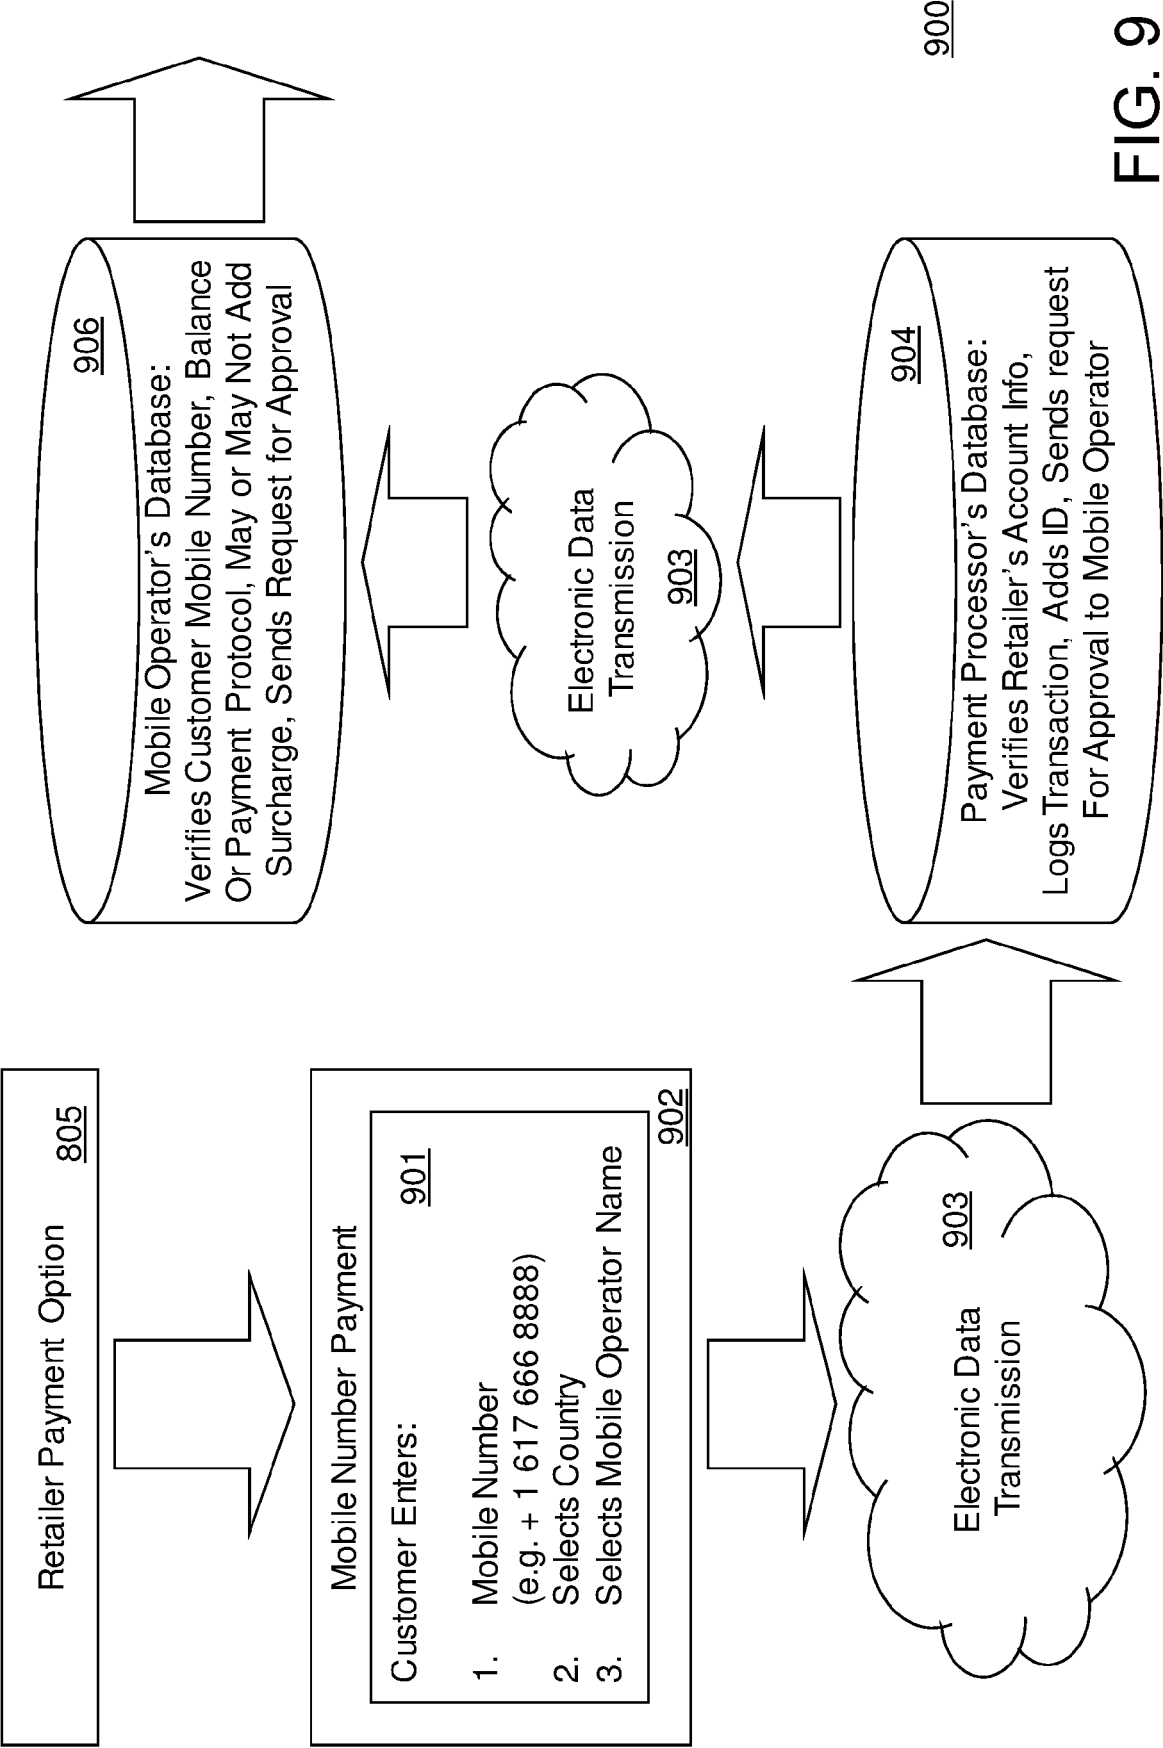 Retailer Payment Option
805
Mobile Number Payment
Customer Enters:
901
1. Mobile Number
(e.g. + 1 617 666 8888)
2. Selects Country
3. Selects Mobile Operator Name
902
Electronic Data
Transmission
903
904
Payment Processor's Database:
Verifies Retailer's Account Info,
Logs Transaction, Adds ID, Sends request
For Approval to Mobile Operator
Electronic Data
Transmission
903
906
Mobile Operator's Database:
Verifies Customer Mobile Number, Balance
Or Payment Protocol, May or May Not Add
Surcharge, Sends Request for Approval
900
FIG. 9